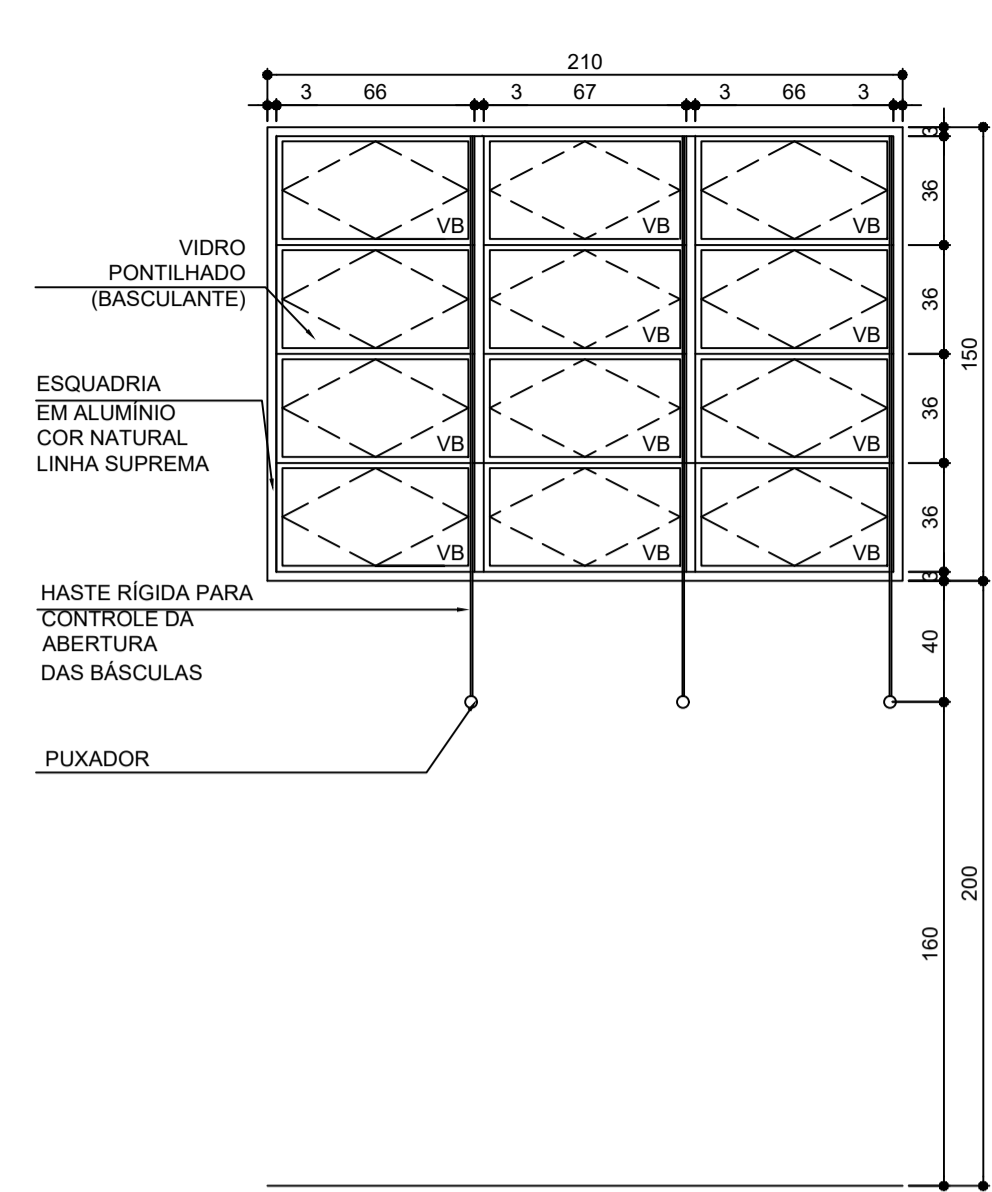 210
3 66 3 67 3 66 3
3
36
VB VB VB
VIDRO
PONTILHADO
(BASCULANTE)
36
VB VB VB
150
ESQUADRIA
EM ALUMÍNIO
COR NATURAL
LINHA SUPREMA
36
VB VB VB
36
VB VB VB
3
HASTE RÍGIDA PARA
CONTROLE DA
ABERTURA
DAS BÁSCULAS
40
PUXADOR
200
160